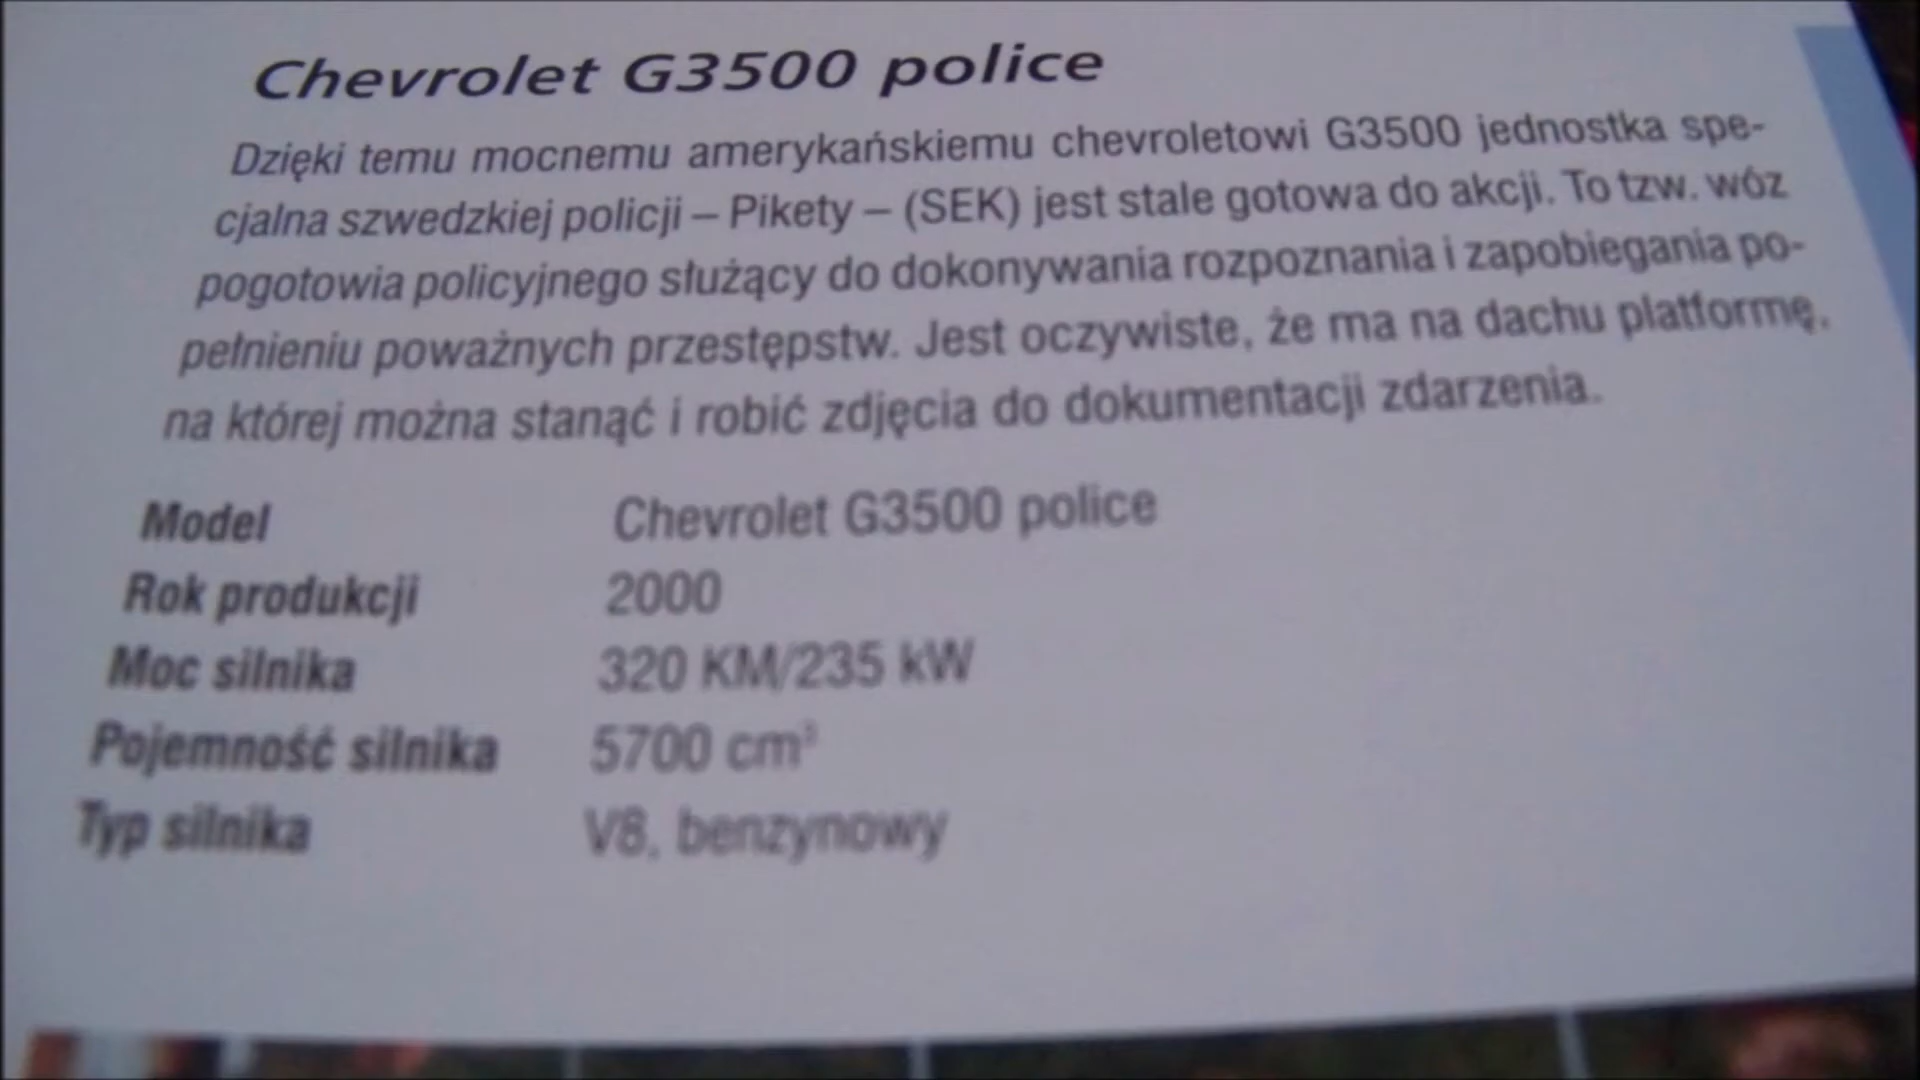 Chevrolet G3500 police
Dzięki temu mocnemu amerykańskiemu chevroletowi G3500 jednostka spe-
cjalna szwedzkiej policji – Pikety – (SEK) jest stale gotowa do akcji. To tzw. wóz
pogotowia policyjnego służący do dokonywania rozpoznania i zapobiegania po-
pełnieniu poważnych przestępstw. Jest oczywiste, że ma na dachu platformę,
na której można stanąć i robić zdjęcia do dokumentacji zdarzenia.
Model Chevrolet G3500 police
Rok produkcji 2000
Moc silnika 320 KM/235 kW
Pojemność silnika 5700 cm³
Typ silnika V8, benzynowy